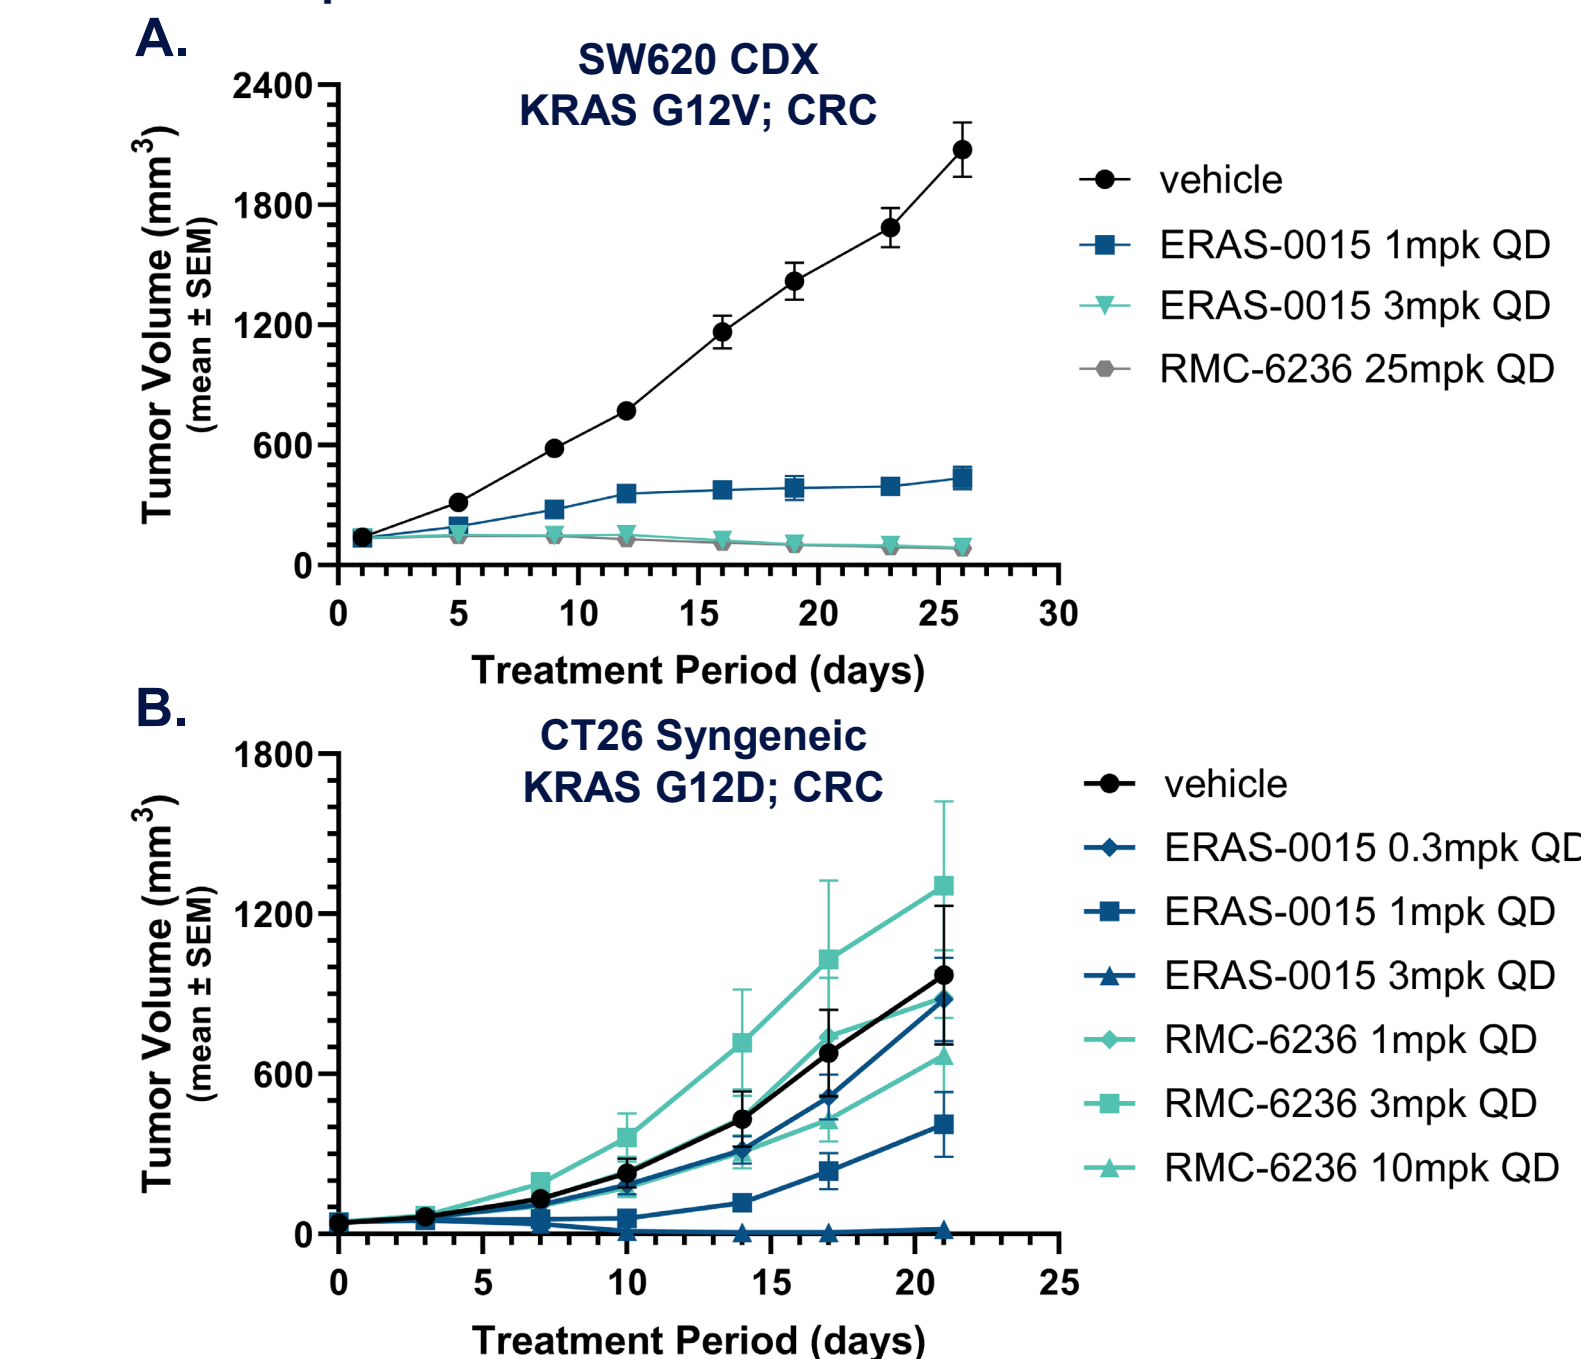 A.
SW620 CDX
KRAS G12V; CRC
2400
1800
1200
600
0
Tumor Volume (mm³)
(mean ± SEM)
0 5 10 15 20 25 30
Treatment Period (days)
vehicle
ERAS-0015 1mpk QD
ERAS-0015 3mpk QD
RMC-6236 25mpk QD
B.
CT26 Syngeneic
KRAS G12D; CRC
1800
1200
600
0
Tumor Volume (mm³)
(mean ± SEM)
0 5 10 15 20 25
Treatment Period (days)
vehicle
ERAS-0015 0.3mpk QD
ERAS-0015 1mpk QD
ERAS-0015 3mpk QD
RMC-6236 1mpk QD
RMC-6236 3mpk QD
RMC-6236 10mpk QD